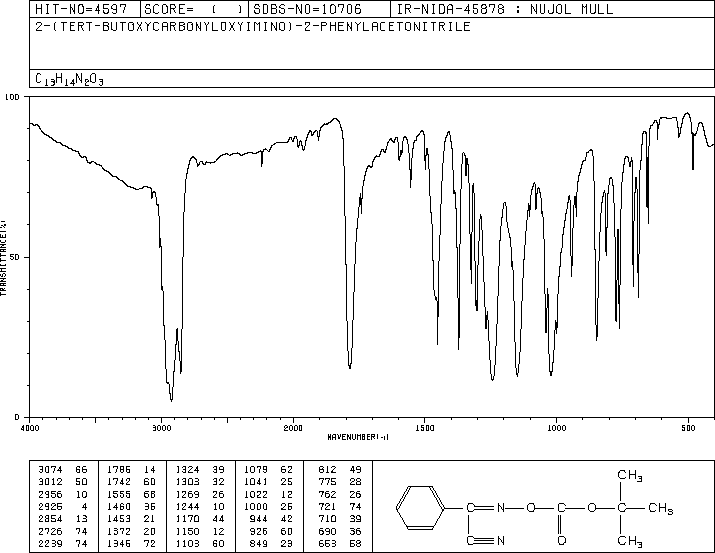 HIT-NO=4597 SCORE= ( ) SDBS-NO=10706 IR-NIDA-45878 : NUJOL MULL
2-(TERT-BUTOXYCARBONYLOXYIMINO)-2-PHENYLACETONITRILE
C13H14N2O3
100
TRANSMITTANCE(%)
50
0
4000 3000 2000 1500 1000 500
WAVENUMBER(-1)
3074 66 1786 14 1324 39 1079 62 812 49
3012 50 1742 60 1303 32 1041 25 775 28
2956 10 1555 68 1269 26 1022 12 762 26
2925 4 1460 36 1244 10 1000 26 721 74
2854 13 1453 21 1170 44 944 42 710 39
2726 74 1372 20 1150 12 926 60 690 36
2239 74 1346 72 1103 60 849 23 653 58
CH3
C=N-O-C-O-C-CH3
O CH3
C≡N